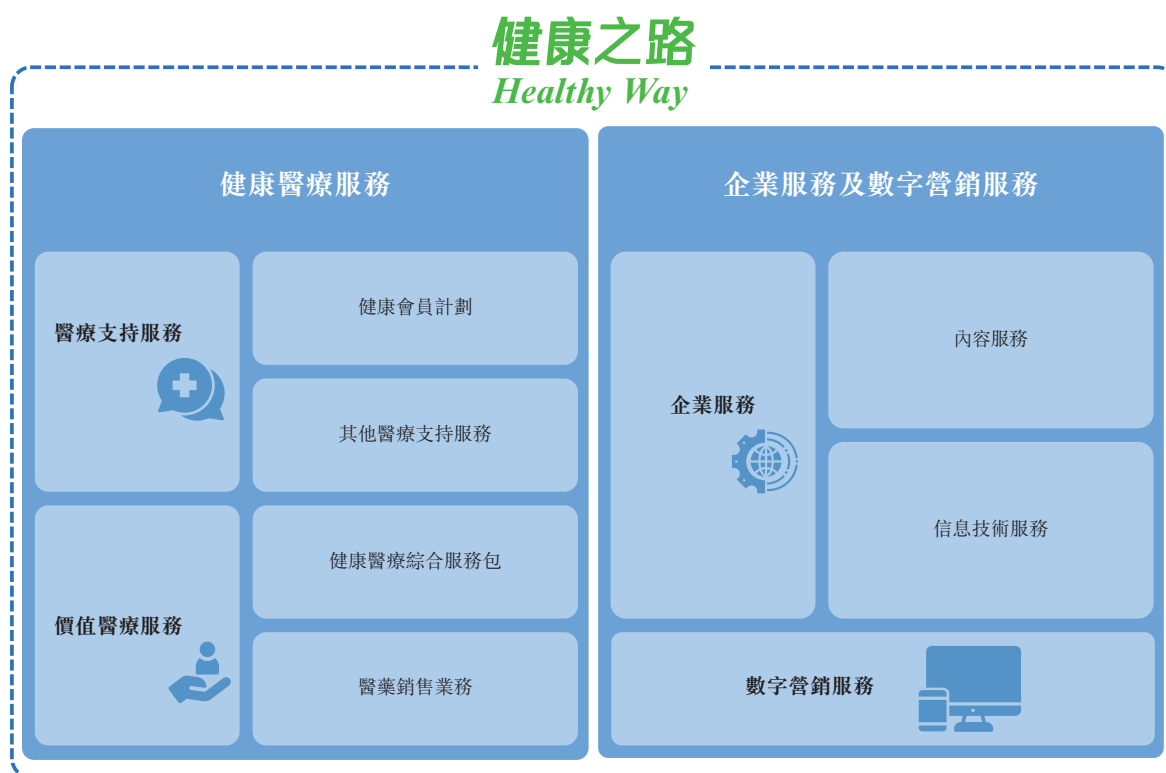 健康之路
Healthy Way
健康醫療服務
醫療支持服務
健康會員計劃
其他醫療支持服務
價值醫療服務
健康醫療綜合服務包
醫藥銷售業務
企業服務及數字營銷服務
企業服務
內容服務
信息技術服務
數字營銷服務